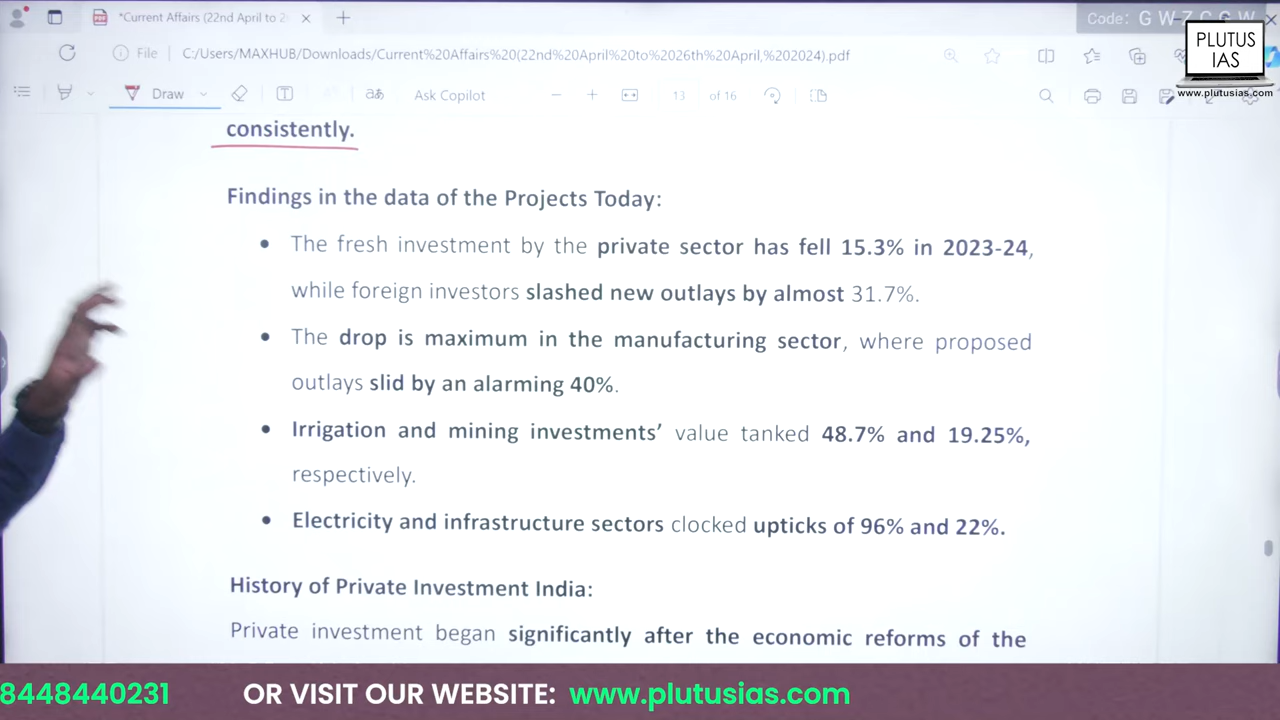 *Current Affairs (22nd April to 2
Code: G W-Z C G W
PLUTUS
IAS
File
C:/Users/MAXHUB/Downloads/Current%20Affairs%20(22nd%20April%20to%2026th%20April,%202024).pdf
Draw
aあ
Ask Copilot
13
of 16
www.plutusias.com
consistently.
Findings in the data of the Projects Today:
• The fresh investment by the private sector has fell 15.3% in 2023-24,
while foreign investors slashed new outlays by almost 31.7%.
• The drop is maximum in the manufacturing sector, where proposed
outlays slid by an alarming 40%.
• Irrigation and mining investments’ value tanked 48.7% and 19.25%,
respectively.
• Electricity and infrastructure sectors clocked upticks of 96% and 22%.
History of Private Investment India:
Private investment began significantly after the economic reforms of the
8448440231 OR VISIT OUR WEBSITE: www.plutusias.com